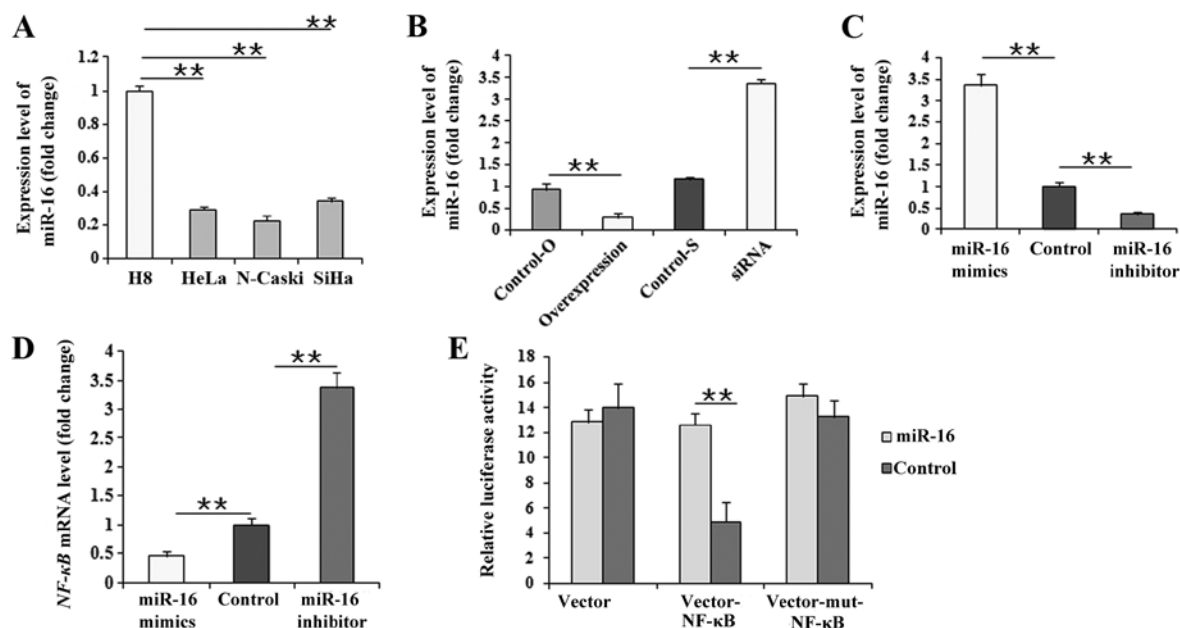 A
Expression level of
miR-16 (fold change)
1.2
1
0.8
0.6
0.4
0.2
0
**
**
**
H8 HeLa N-Caski SiHa
B
Expression level of
miR-16 (fold change)
4
3.5
3
2.5
2
1.5
1
0.5
0
**
**
Control-O
Overexpression
Control-S
siRNA
C
Expression level of
miR-16 (fold change)
4
3.5
3
2.5
2
1.5
1
0.5
0
**
**
miR-16
mimics
Control
miR-16
inhibitor
D
NF-κB mRNA level (fold change)
4
3.5
3
2.5
2
1.5
1
0.5
0
**
**
miR-16
mimics
Control
miR-16
inhibitor
E
Relative luciferase activity
18
16
14
12
10
8
6
4
2
0
**
Vector
Vector-
NF-κB
Vector-mut-
NF-κB
miR-16
Control